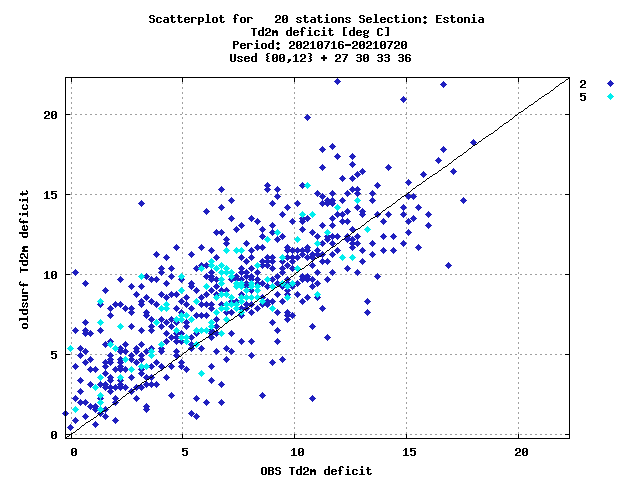 Scatterplot for   20 stations Selection: Estonia
Td2m deficit [deg C]
Period: 20210716-20210720
Used {00,12} + 27 30 33 36
2
5
20
15
10
5
0
oldsurf Td2m deficit
0 5 10 15 20
OBS Td2m deficit